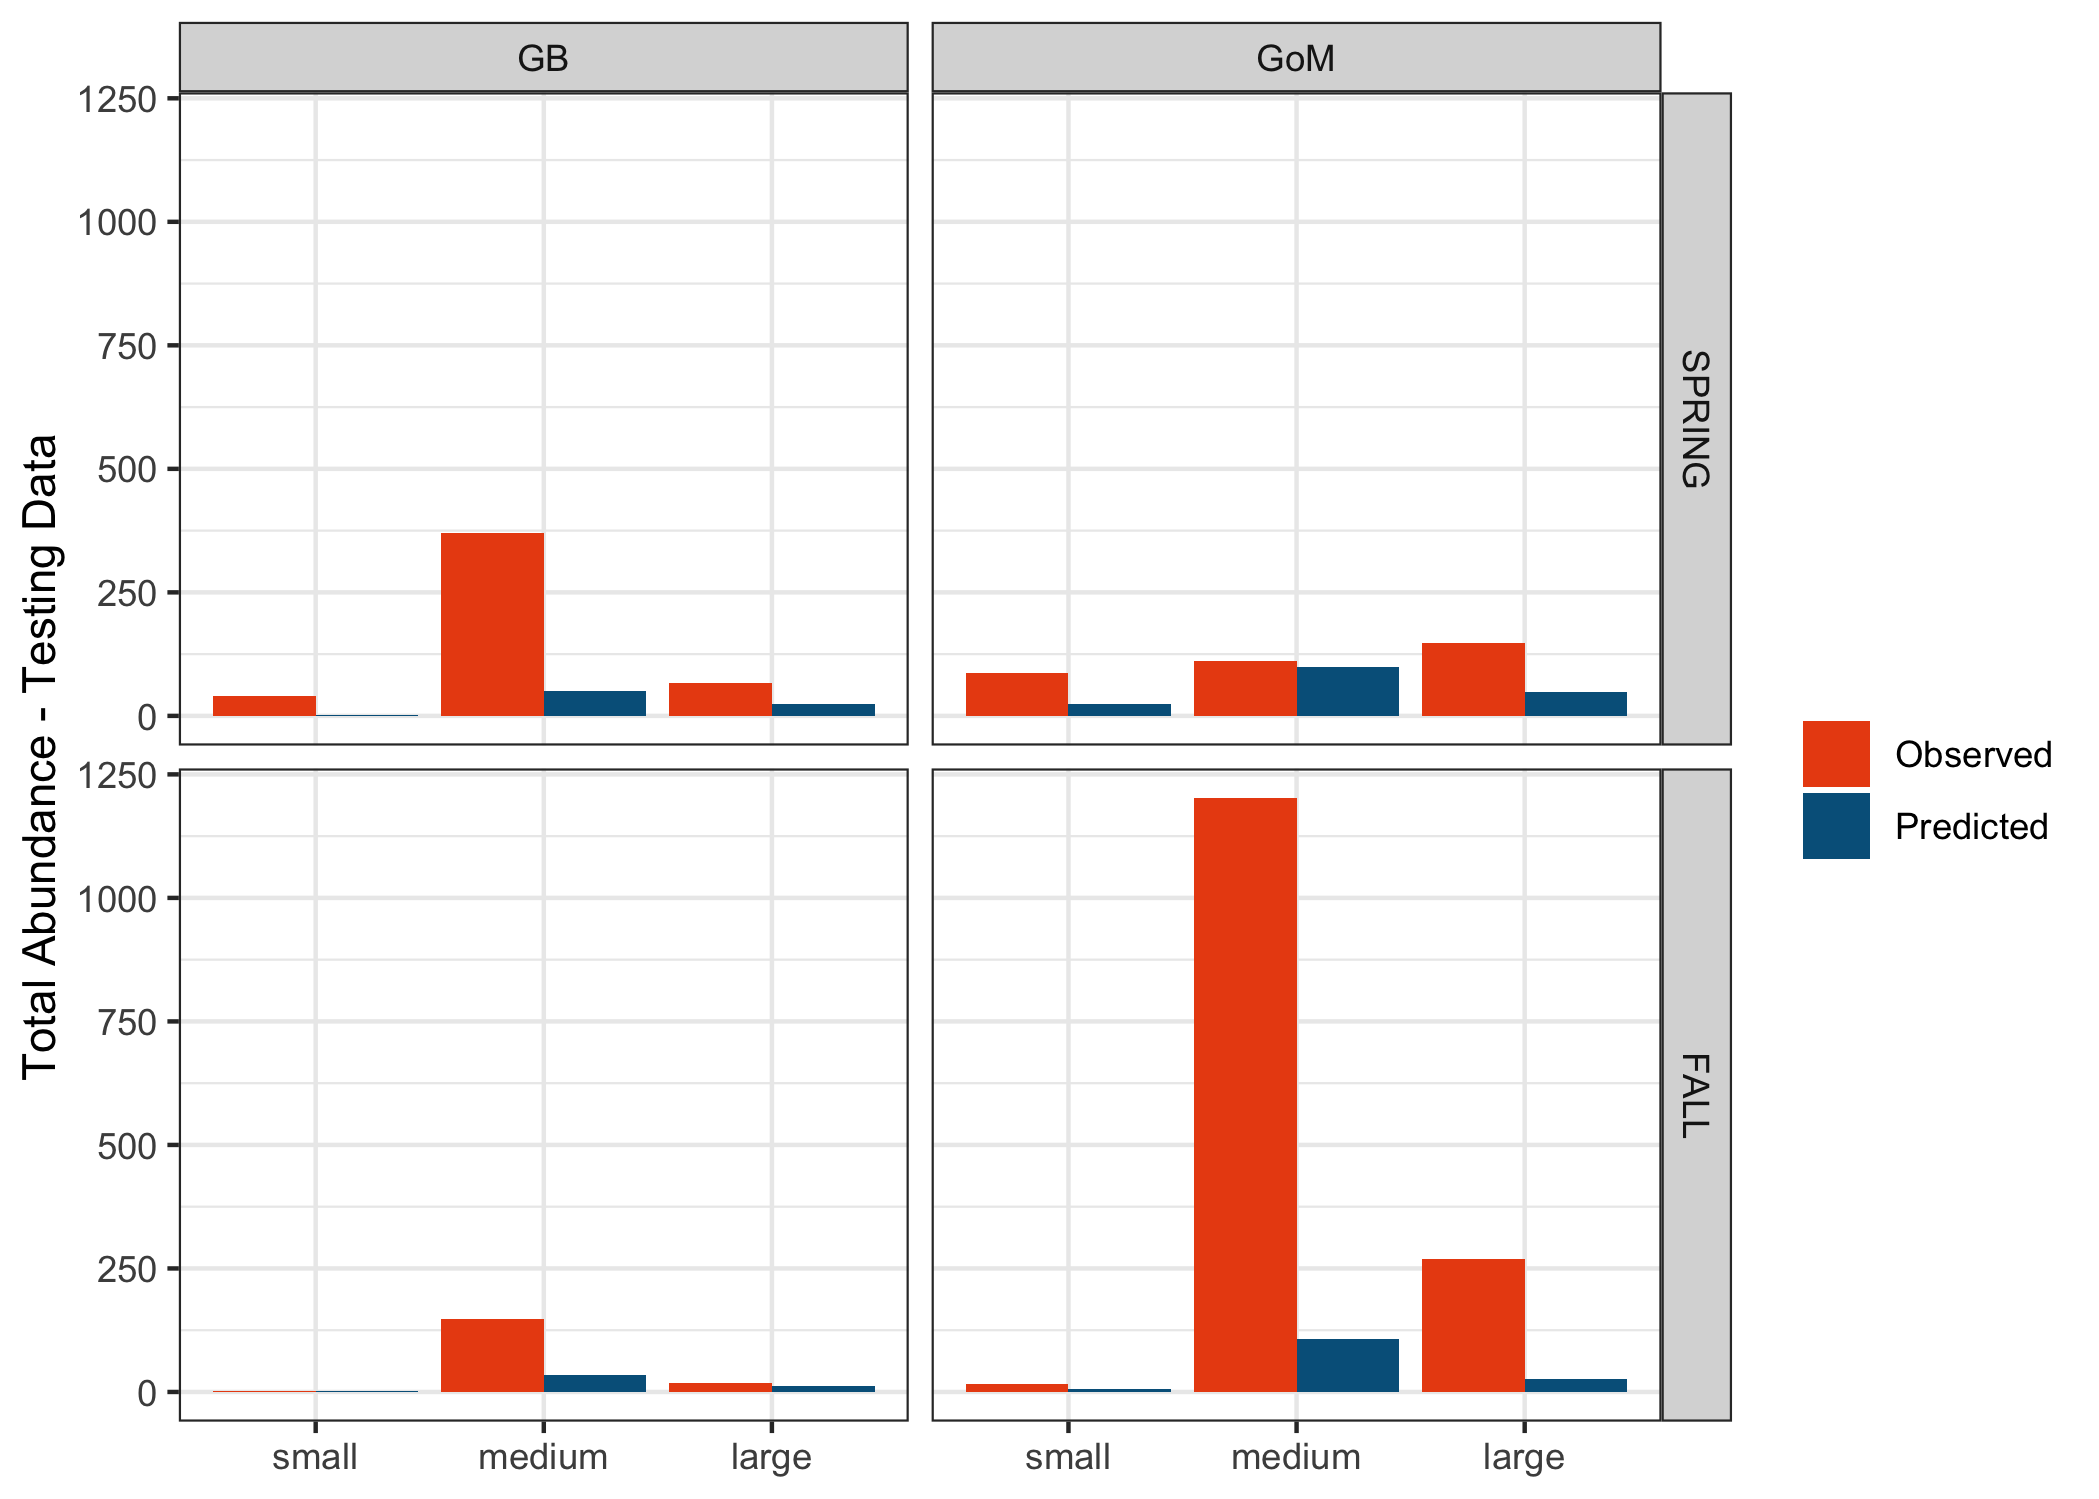 GB
GoM
1250
1000
750
500
250
0
SPRING
1250
1000
750
500
250
0
FALL
small
medium
large
small
medium
large
Total Abundance - Testing Data
Observed
Predicted